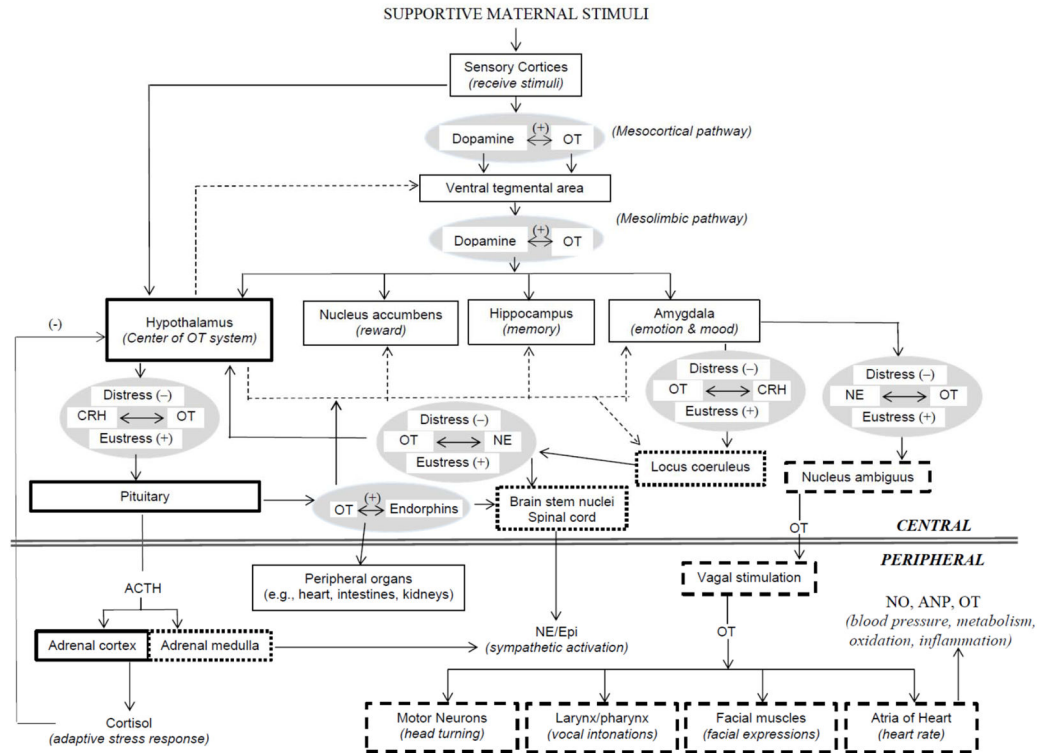 SUPPORTIVE MATERNAL STIMULI
Sensory Cortices
(receive stimuli)
(+)
Dopamine OT
(Mesocortical pathway)
Ventral tegmental area
(Mesolimbic pathway)
(+)
Dopamine OT
(-)
Hypothalamus
(Center of OT system)
Nucleus accumbens
(reward)
Hippocampus
(memory)
Amygdala
(emotion & mood)
Distress (–)
CRH OT
Eustress (+)
Distress (–)
OT NE
Eustress (+)
Distress (–)
OT CRH
Eustress (+)
Distress (–)
NE OT
Eustress (+)
Locus coeruleus
Nucleus ambiguus
Pituitary
(+)
OT Endorphins
Brain stem nuclei
Spinal cord
OT
CENTRAL
PERIPHERAL
Peripheral organs
(e.g., heart, intestines, kidneys)
Vagal stimulation
ACTH
NO, ANP, OT
(blood pressure, metabolism,
oxidation, inflammation)
Adrenal cortex
Adrenal medulla
NE/Epi
(sympathetic activation)
OT
Cortisol
(adaptive stress response)
Motor Neurons
(head turning)
Larynx/pharynx
(vocal intonations)
Facial muscles
(facial expressions)
Atria of Heart
(heart rate)